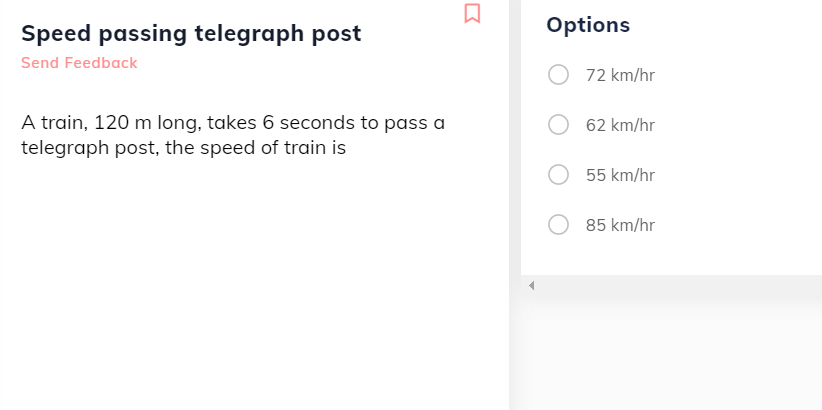 Speed passing telegraph post
Send Feedback
A train, 120 m long, takes 6 seconds to pass a
telegraph post, the speed of train is
Options
72 km/hr
62 km/hr
55 km/hr
85 km/hr